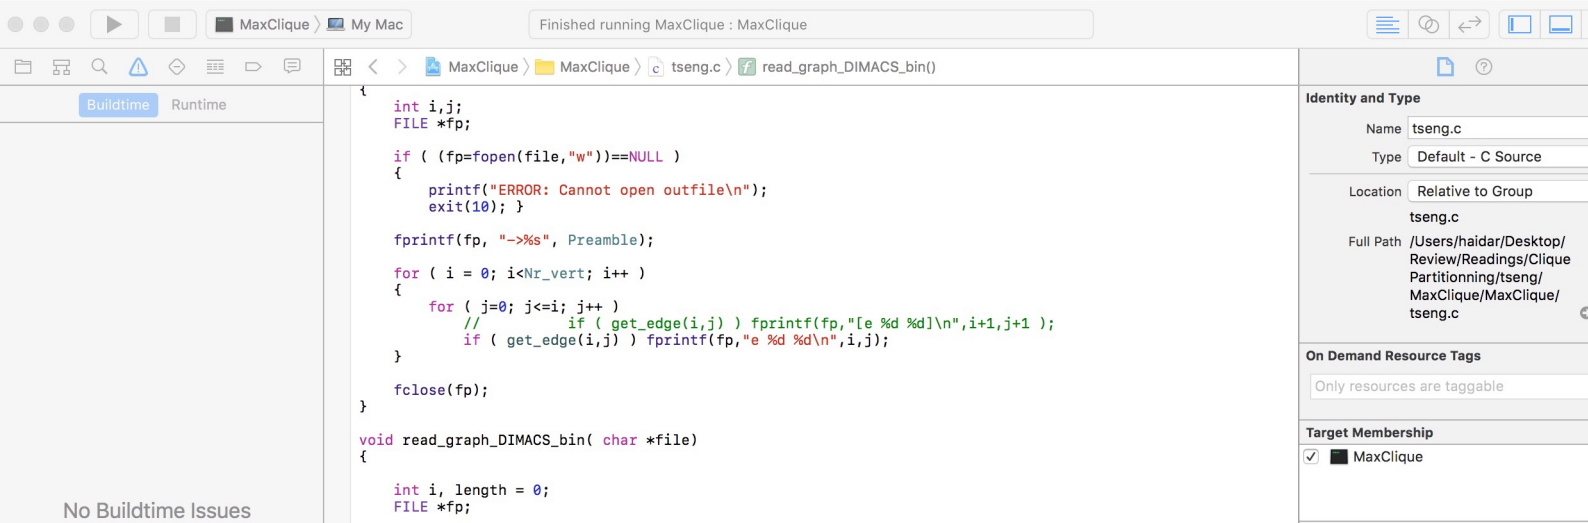 MaxClique
My Mac
Finished running MaxClique : MaxClique
MaxClique
MaxClique
tseng.c
read_graph_DIMACS_bin()
Buildtime
Runtime
No Buildtime Issues
{
int i,j;
FILE *fp;
if ( (fp=fopen(file,"w"))==NULL )
{
printf("ERROR: Cannot open outfile\n");
exit(10); }
fprintf(fp, "->%s", Preamble);
for ( i = 0; i<Nr_vert; i++ )
{
for ( j=0; j<=i; j++ )
// if ( get_edge(i,j) ) fprintf(fp,"[e %d %d]\n",i+1,j+1 );
if ( get_edge(i,j) ) fprintf(fp,"e %d %d\n",i,j);
}
fclose(fp);
}
void read_graph_DIMACS_bin( char *file)
{
int i, length = 0;
FILE *fp;
Identity and Type
Name tseng.c
Type Default - C Source
Location Relative to Group
tseng.c
Full Path /Users/haidar/Desktop/
Review/Readings/Clique
Partitionning/tseng/
MaxClique/MaxClique/
tseng.c
On Demand Resource Tags
Only resources are taggable
Target Membership
MaxClique